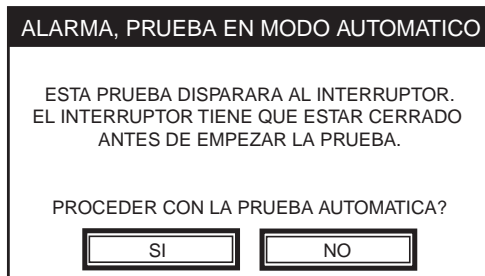 ALARMA, PRUEBA EN MODO AUTOMATICO
ESTA PRUEBA DISPARARA AL INTERRUPTOR.
EL INTERRUPTOR TIENE QUE ESTAR CERRADO
ANTES DE EMPEZAR LA PRUEBA.
PROCEDER CON LA PRUEBA AUTOMATICA?
SI NO